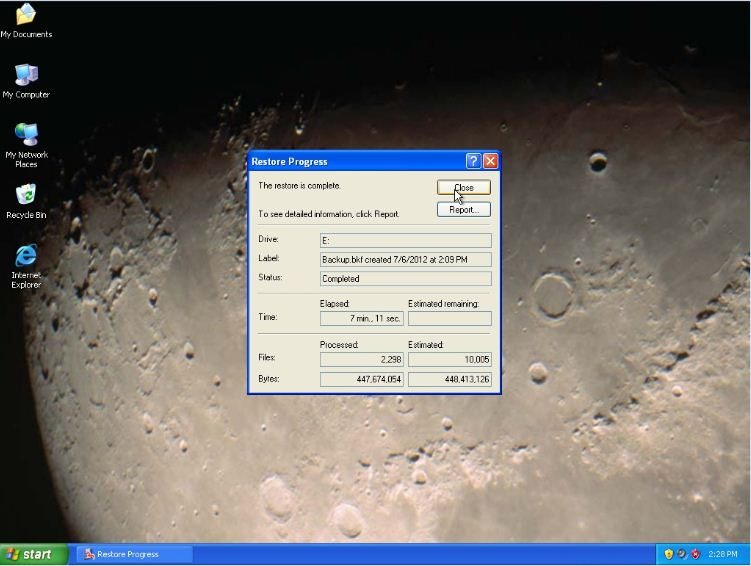 My Documents
My Computer
My Network
Places
Recycle Bin
Internet
Explorer
Restore Progress
The restore is complete.
Close
To see detailed information, click Report.
Report...
Drive:
E:
Label:
Backup.bkf created 7/6/2012 at 2:09 PM
Status:
Completed
Elapsed:
Estimated remaining:
Time:
7 min., 11 sec.
Processed:
Estimated:
Files:
2,298
10,005
Bytes:
447,674,054
448,413,126
start
Restore Progress
2:28 PM